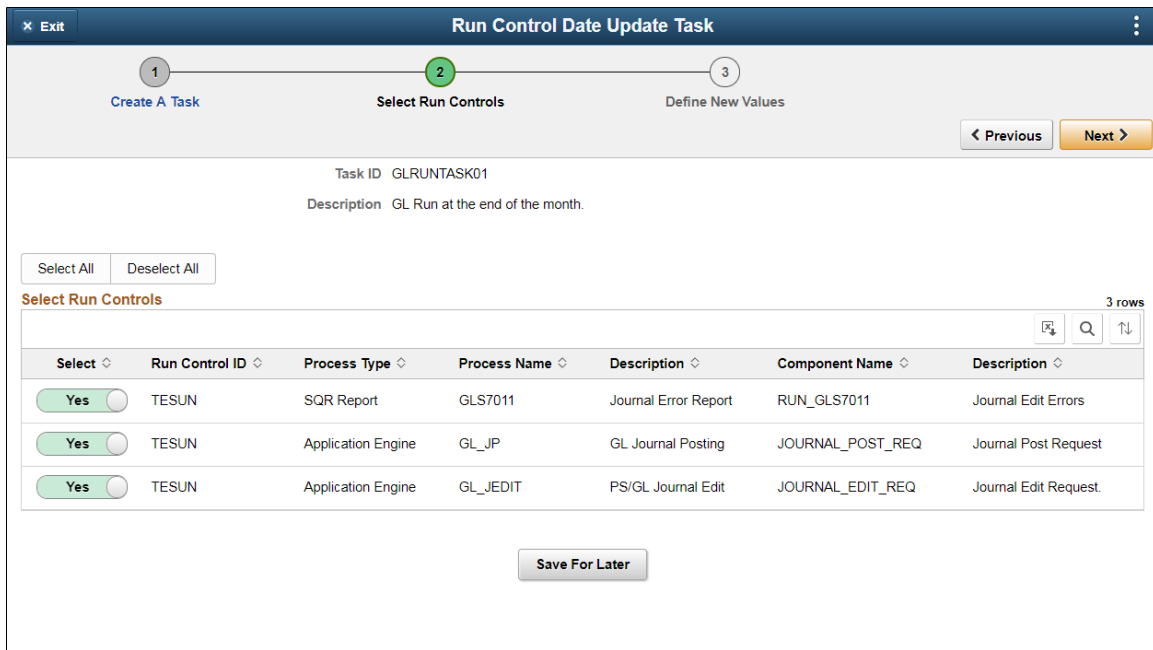 × Exit Run Control Date Update Task
1 2 3
Create A Task Select Run Controls Define New Values
Previous Next
Task ID GLRUNTASK01
Description GL Run at the end of the month.
Select All Deselect All
Select Run Controls 3 rows
Select Run Control ID Process Type Process Name Description Component Name Description
Yes TESUN SQR Report GLS7011 Journal Error Report RUN_GLS7011 Journal Edit Errors
Yes TESUN Application Engine GL_JP GL Journal Posting JOURNAL_POST_REQ Journal Post Request
Yes TESUN Application Engine GL_JEDIT PS/GL Journal Edit JOURNAL_EDIT_REQ Journal Edit Request.
Save For Later